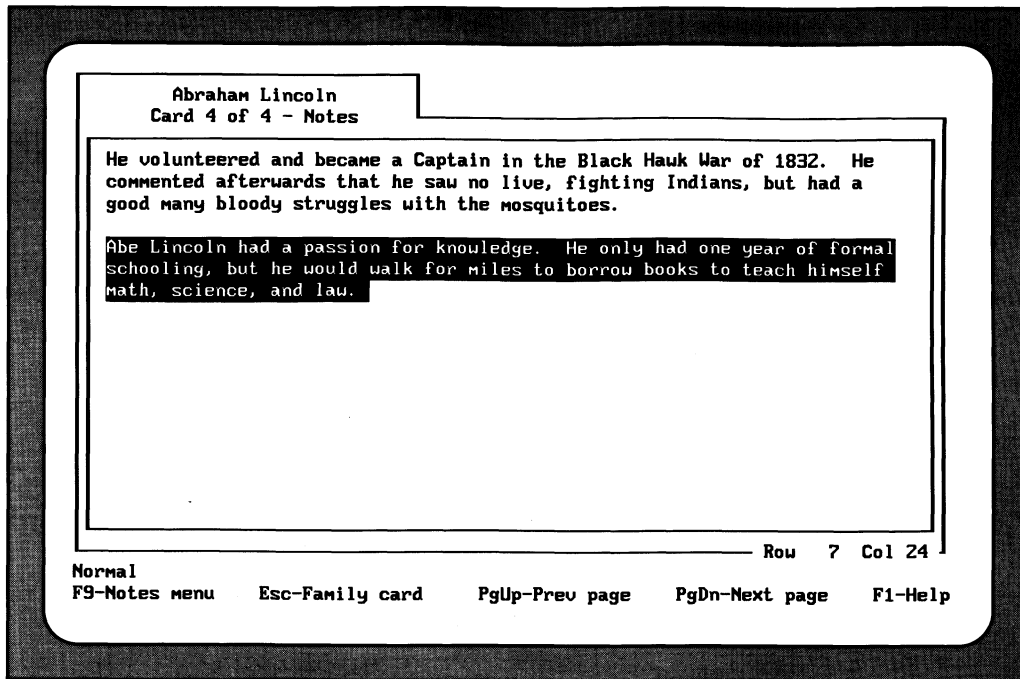 Abraham Lincoln
Card 4 of 4 - Notes
He volunteered and became a Captain in the Black Hawk War of 1832.  He
commented afterwards that he saw no live, fighting Indians, but had a
good many bloody struggles with the mosquitoes.
Abe Lincoln had a passion for knowledge.  He only had one year of formal
schooling, but he would walk for miles to borrow books to teach himself
math, science, and law.
Row 7 Col 24
Normal
F9-Notes menu Esc-Family card PgUp-Prev page PgDn-Next page F1-Help